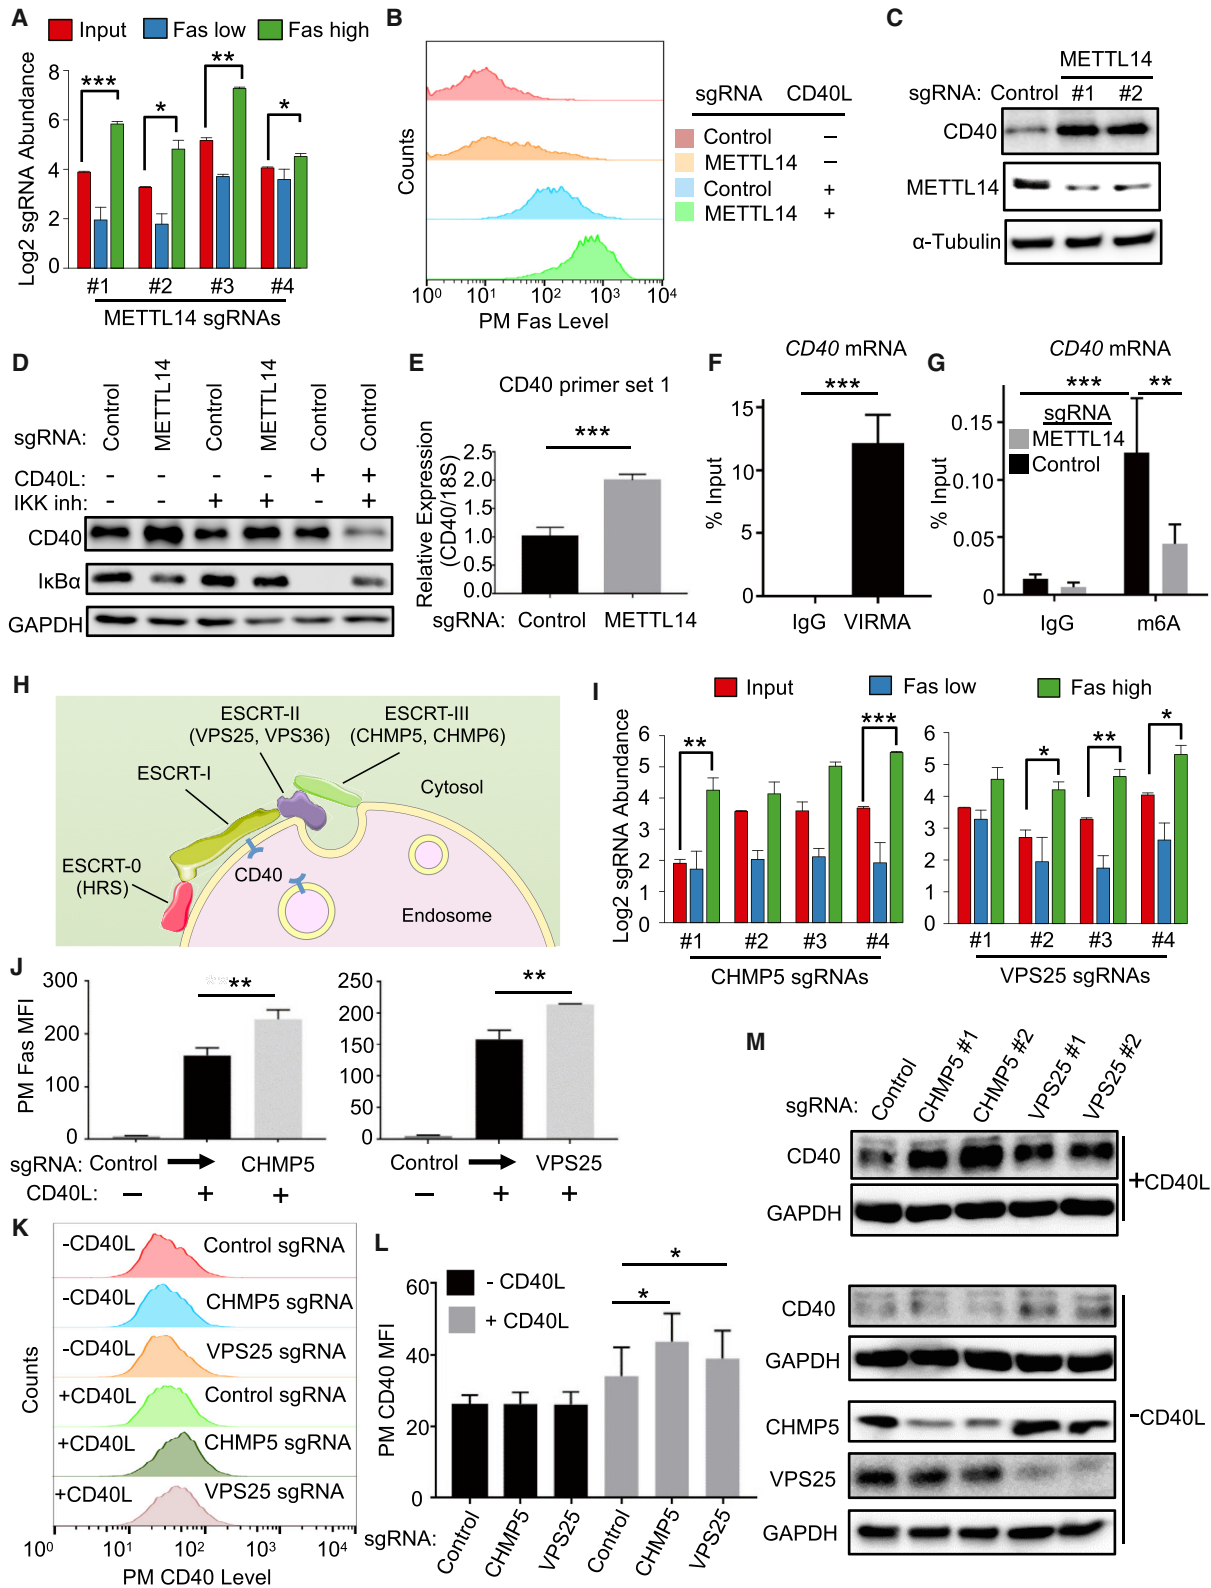 A
Input Fas low Fas high
Log2 sgRNA Abundance
8
6
4
2
0
*** * ** *
#1 #2 #3 #4
METTL14 sgRNAs
B
Counts
10⁰ 10¹ 10² 10³ 10⁴
PM Fas Level
sgRNA CD40L
Control –
METTL14 –
Control +
METTL14 +
C
METTL14
sgRNA: Control #1 #2
CD40
METTL14
α-Tubulin
D
sgRNA: Control METTL14 Control METTL14 Control Control
CD40L: - - - - + +
IKK inh: - - + + - +
CD40
IκBα
GAPDH
E
CD40 primer set 1
***
Relative Expression
(CD40/18S)
2.5
2.0
1.5
1.0
0.5
0.0
sgRNA: Control METTL14
F
CD40 mRNA
***
% Input
15
10
5
0
IgG VIRMA
G
CD40 mRNA
*** **
sgRNA
METTL14
Control
% Input
0.15
0.10
0.05
0
IgG m6A
H
ESCRT-II
(VPS25, VPS36)
ESCRT-III
(CHMP5, CHMP6)
ESCRT-I
Cytosol
ESCRT-0
(HRS)
CD40
Endosome
I
Input Fas low Fas high
Log2 sgRNA Abundance
6
5
4
3
2
1
0
** ***
#1 #2 #3 #4
CHMP5 sgRNAs
6
5
4
3
2
1
0
* ** *
#1 #2 #3 #4
VPS25 sgRNAs
J
PM Fas MFI
300
200
100
0
**
sgRNA: Control CHMP5
CD40L: – + +
250
200
150
100
50
0
**
Control VPS25
– + +
K
Counts
-CD40L Control sgRNA
-CD40L CHMP5 sgRNA
-CD40L VPS25 sgRNA
+CD40L Control sgRNA
+CD40L CHMP5 sgRNA
+CD40L VPS25 sgRNA
10⁰ 10¹ 10² 10³ 10⁴
PM CD40 Level
L
- CD40L
+ CD40L
* *
PM CD40 MFI
60
40
20
0
sgRNA: Control CHMP5 VPS25 Control CHMP5 VPS25
M
sgRNA: Control CHMP5 #1 CHMP5 #2 VPS25 #1 VPS25 #2
CD40
GAPDH
+CD40L
CD40
GAPDH
CHMP5
VPS25
GAPDH
-CD40L